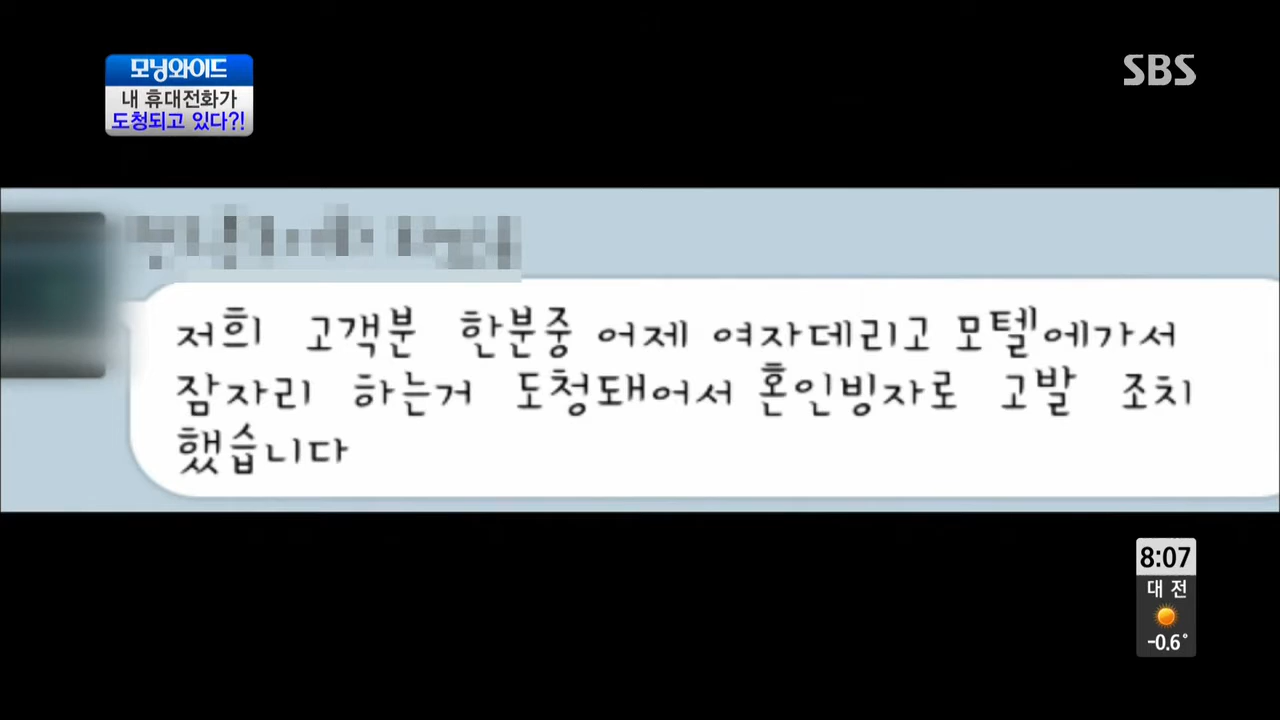 모닝와이드
내 휴대전화가
도청되고 있다?!
SBS
저희 고객분 한분중 어제 여자데리고 모텔에가서
잠자리 하는거 도청돼어서 혼인빙자로 고발 조치
했습니다
8:07
대전
-0.6°